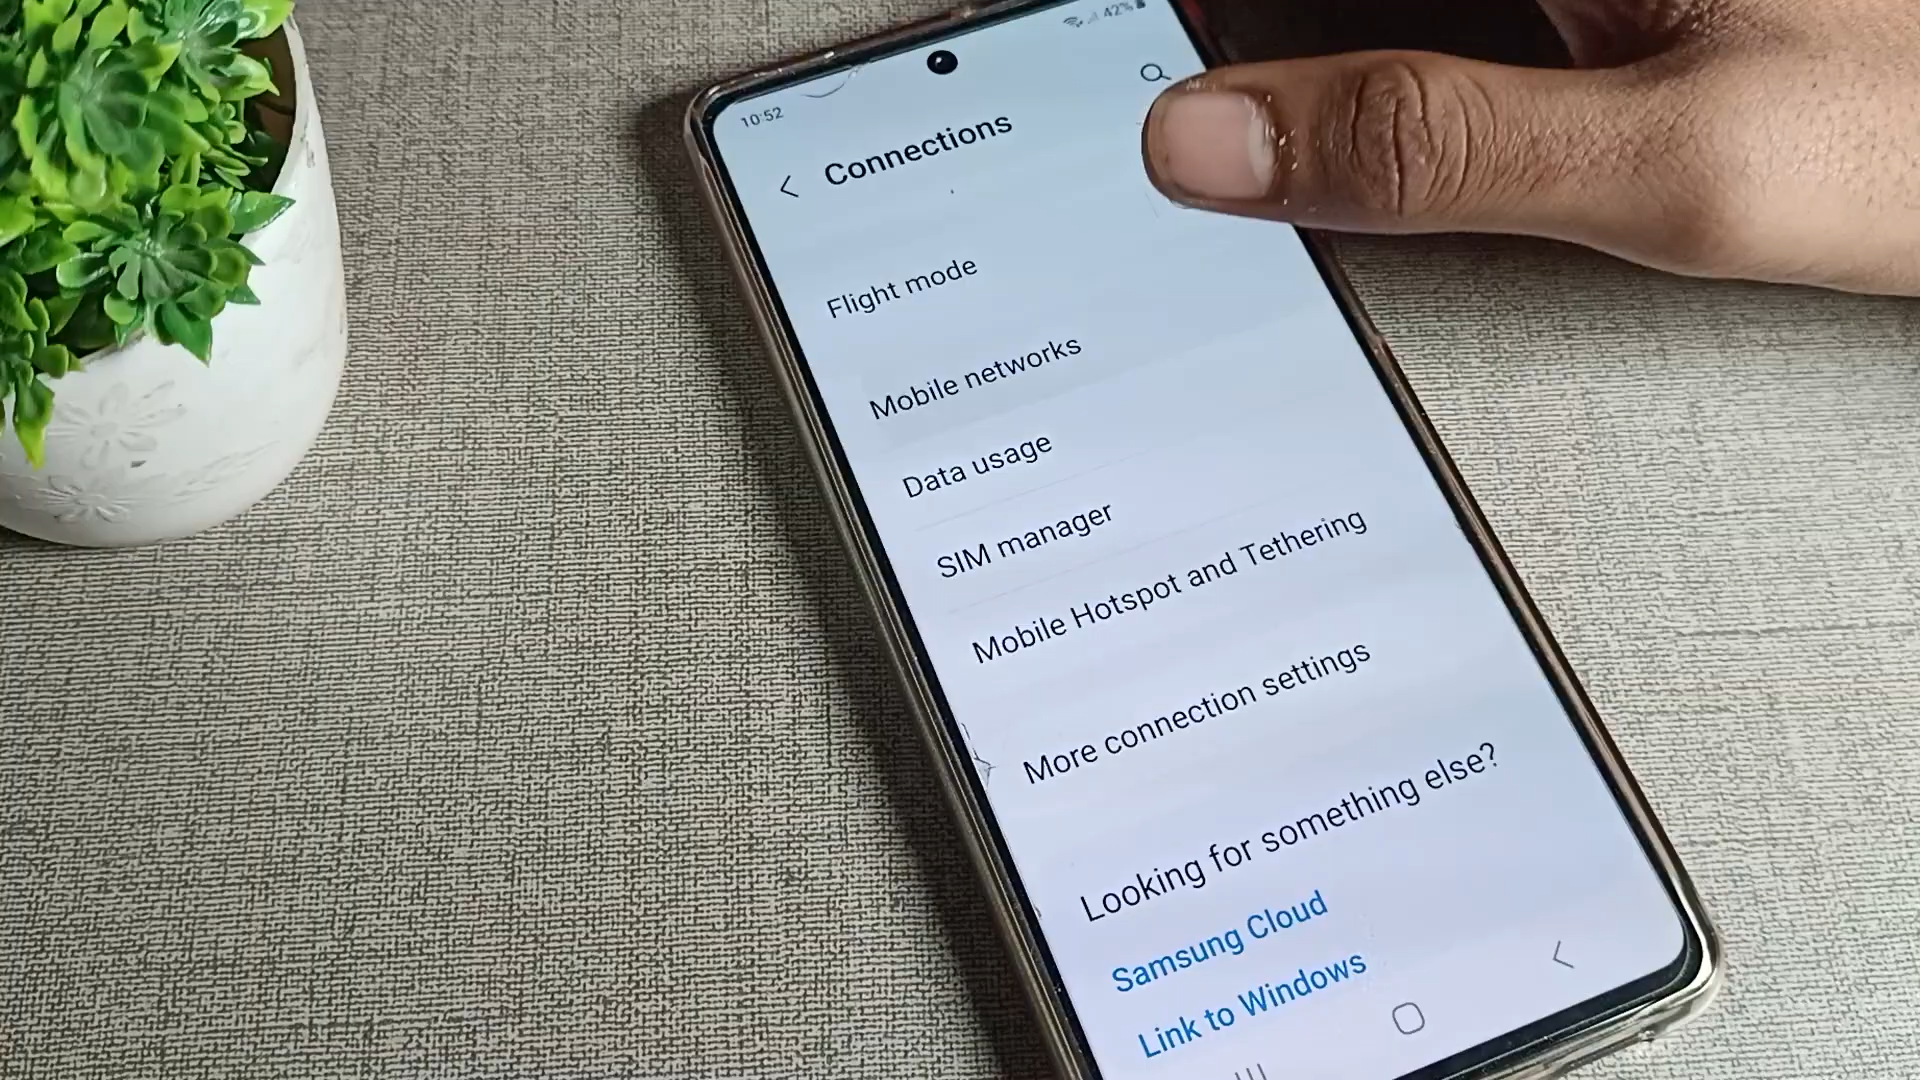 42%
10:52
Connections
Flight mode
Mobile networks
Data usage
SIM manager
Mobile Hotspot and Tethering
More connection settings
Looking for something else?
Samsung Cloud
Link to Windows